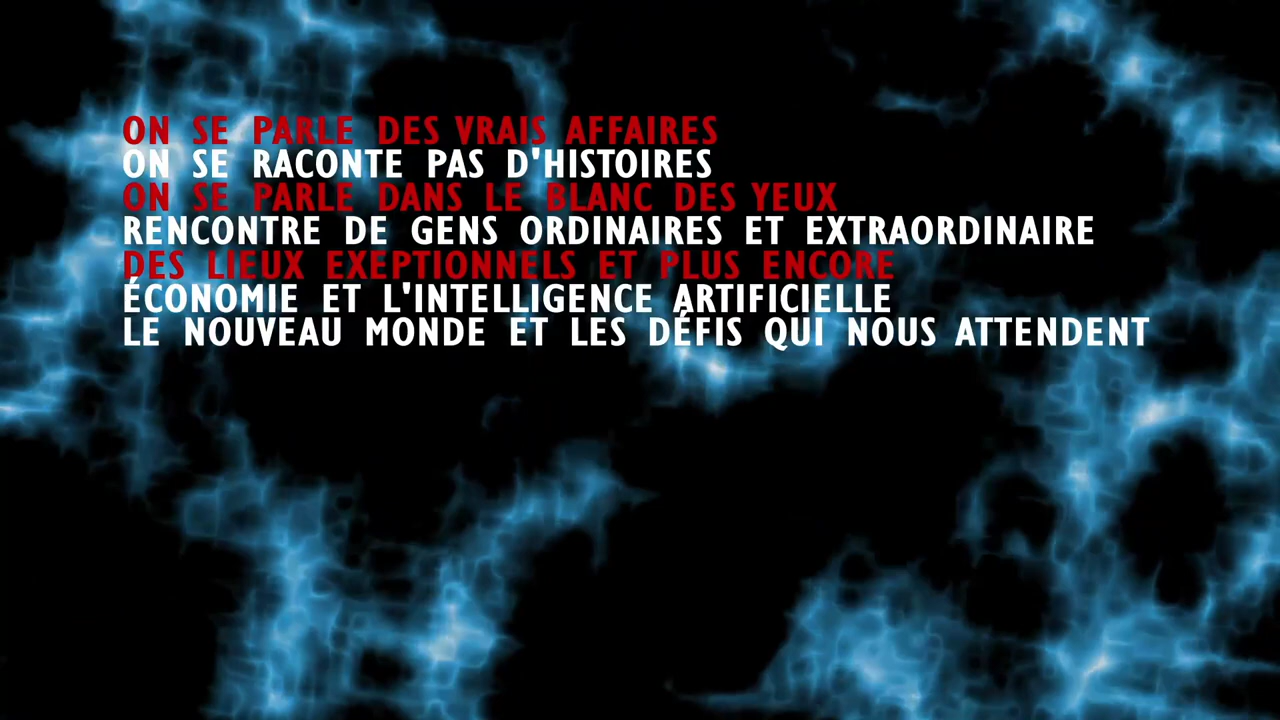 ON SE PARLE DES VRAIS AFFAIRES
ON SE RACONTE PAS D'HISTOIRES
ON SE PARLE DANS LE BLANC DES YEUX
RENCONTRE DE GENS ORDINAIRES ET EXTRAORDINAIRE
DES LIEUX EXEPTIONNELS ET PLUS ENCORE
ÉCONOMIE ET L'INTELLIGENCE ARTIFICIELLE
LE NOUVEAU MONDE ET LES DÉFIS QUI NOUS ATTENDENT